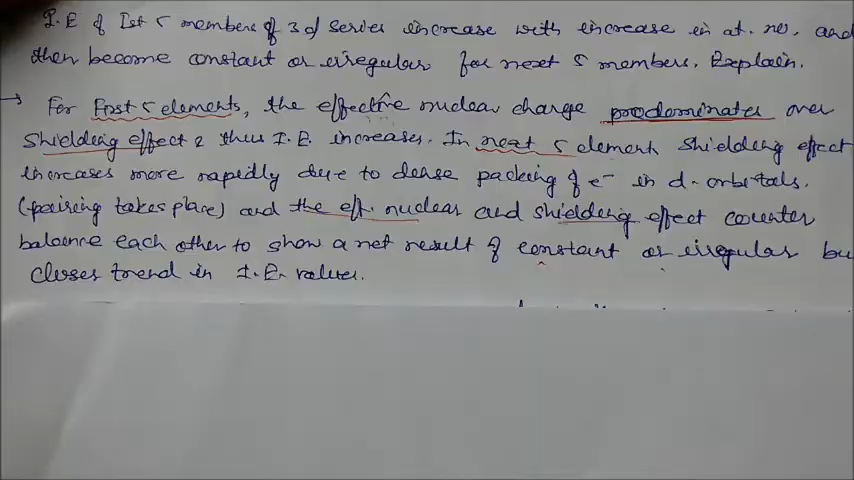 I.E of Ist 5 members of 3d series increase with increase in at. no. and
then become constant or irregular for next 5 members. Explain.
→ For First 5 elements, the effective nuclear charge predominates over
shielding effect & thus I.E. increases. In next 5 element shielding effect
increases more rapidly due to dense packing of e⁻ in d-orbitals.
(pairing takes place) and the eff. nuclear and shielding effect counter
balance each other to show a net result of constant or irregular bu
closes trend in I.E. values.